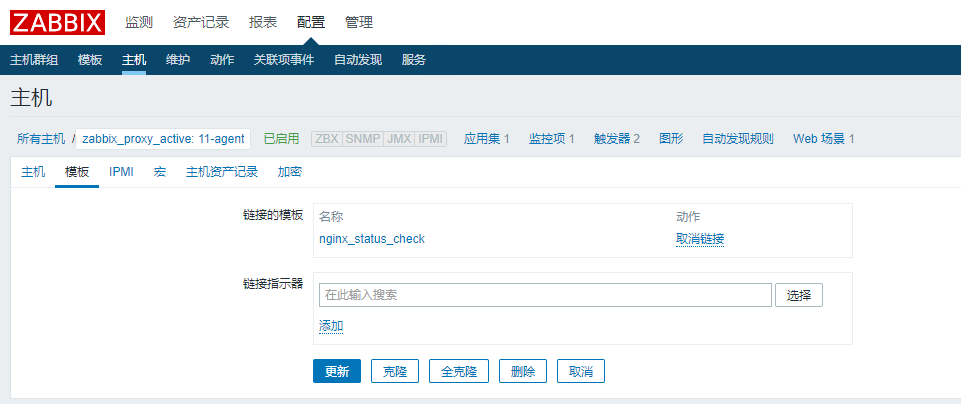 ZABBIX 监测 资产记录 报表 配置 管理
主机群组 模板 主机 维护 动作 关联项事件 自动发现 服务
主机
所有主机 / zabbix_proxy_active: 11-agent 已启用 ZBX SNMP JMX IPMI 应用集 1 监控项 1 触发器 2 图形 自动发现规则 Web 场景 1
主机 模板 IPMI 宏 主机资产记录 加密
链接的模板 名称 动作
nginx_status_check 取消链接
链接指示器
在此输入搜索 选择
添加
更新 克隆 全克隆 删除 取消